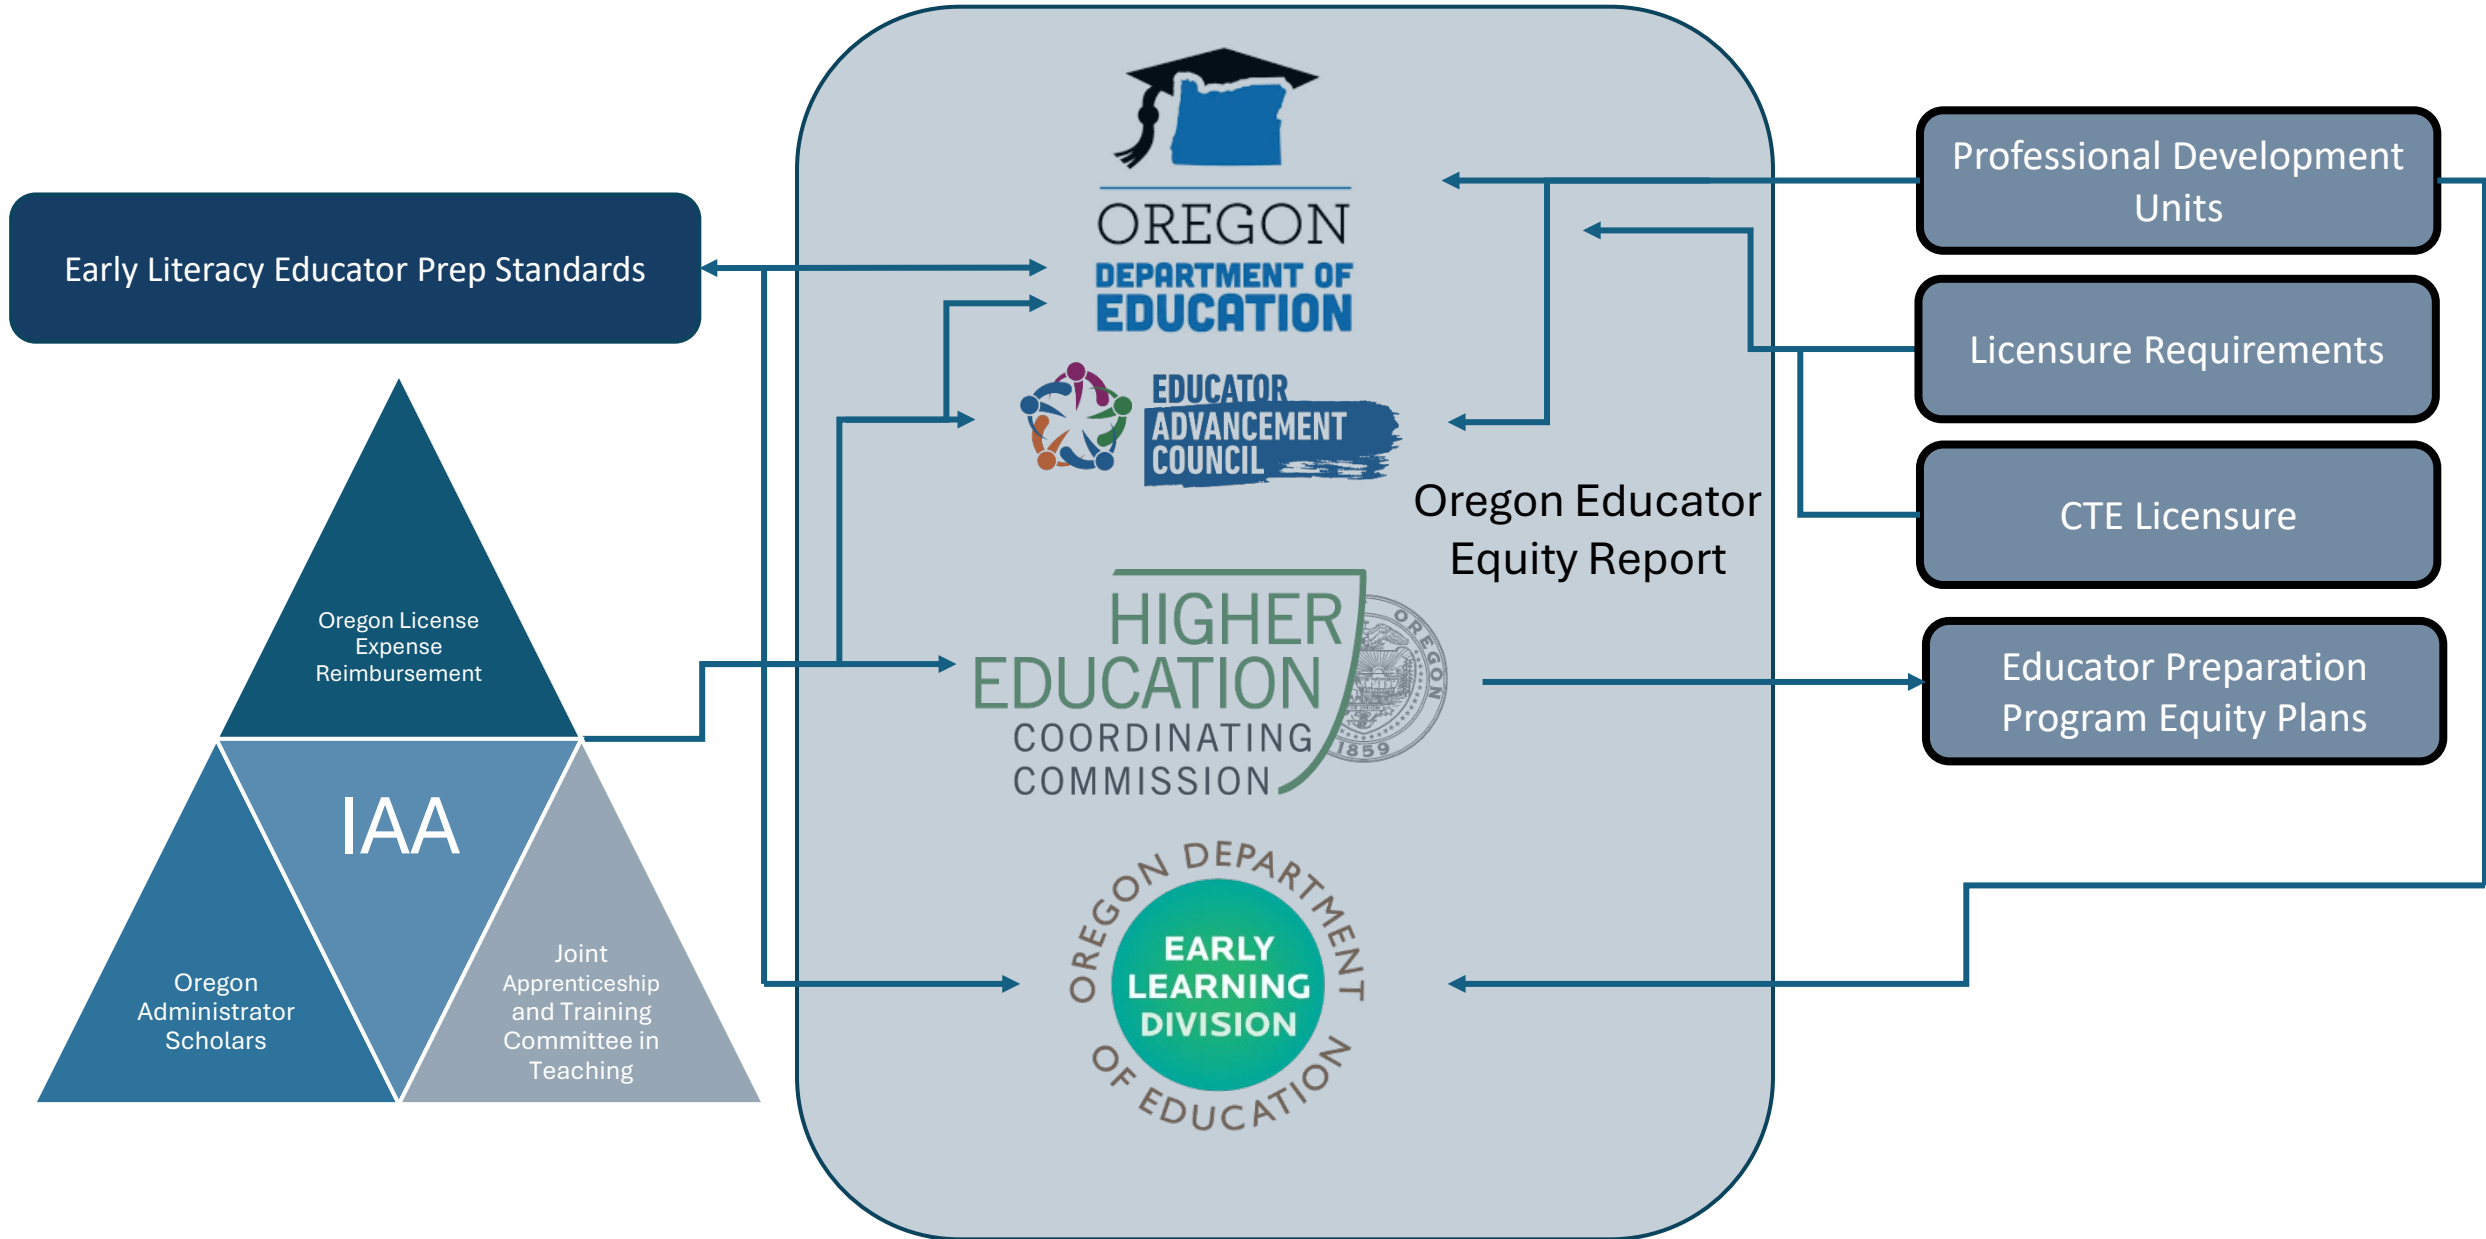 Early Literacy Educator Prep Standards
Oregon License
Expense
Reimbursement
IAA
Oregon
Administrator
Scholars
Joint
Apprenticeship
and Training
Committee in
Teaching
OREGON
DEPARTMENT OF
EDUCATION
EDUCATOR
ADVANCEMENT
COUNCIL
Oregon Educator
Equity Report
HIGHER
EDUCATION
COORDINATING
COMMISSION
OREGON
1859
OREGON DEPARTMENT
OF EDUCATION
EARLY
LEARNING
DIVISION
Professional Development
Units
Licensure Requirements
CTE Licensure
Educator Preparation
Program Equity Plans